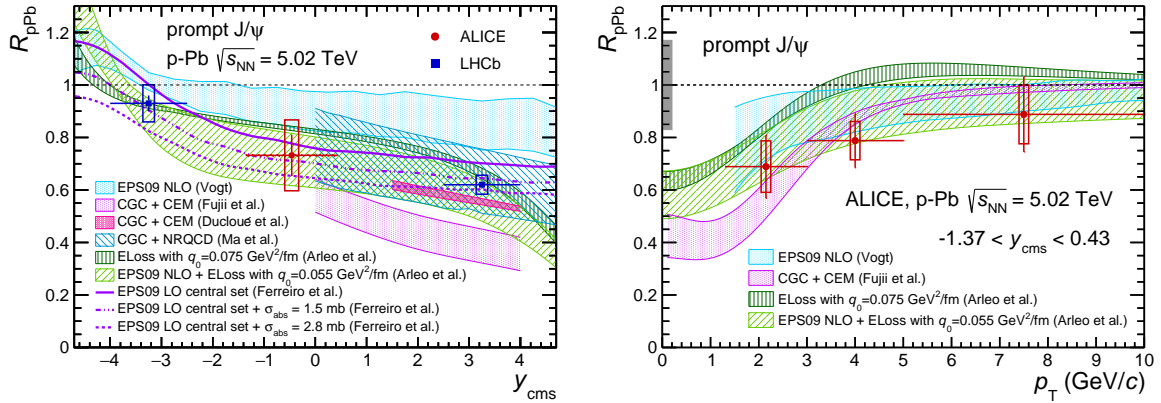 R_pPb
1.2
1
0.8
0.6
0.4
0.2
0
prompt J/ψ
p-Pb √s_NN = 5.02 TeV
ALICE
LHCb
EPS09 NLO (Vogt)
CGC + CEM (Fujii et al.)
CGC + CEM (Ducloué et al.)
CGC + NRQCD (Ma et al.)
ELoss with q_0=0.075 GeV²/fm (Arleo et al.)
EPS09 NLO + ELoss with q_0=0.055 GeV²/fm (Arleo et al.)
EPS09 LO central set (Ferreiro et al.)
EPS09 LO central set + σ_abs = 1.5 mb (Ferreiro et al.)
EPS09 LO central set + σ_abs = 2.8 mb (Ferreiro et al.)
−4 −3 −2 −1 0 1 2 3 4
y_cms
R_pPb
1.2
1
0.8
0.6
0.4
0.2
0
prompt J/ψ
ALICE, p-Pb √s_NN = 5.02 TeV
-1.37 < y_cms < 0.43
EPS09 NLO (Vogt)
CGC + CEM (Fujii et al.)
ELoss with q_0=0.075 GeV²/fm (Arleo et al.)
EPS09 NLO + ELoss with q_0=0.055 GeV²/fm (Arleo et al.)
0 1 2 3 4 5 6 7 8 9 10
p_T (GeV/c)